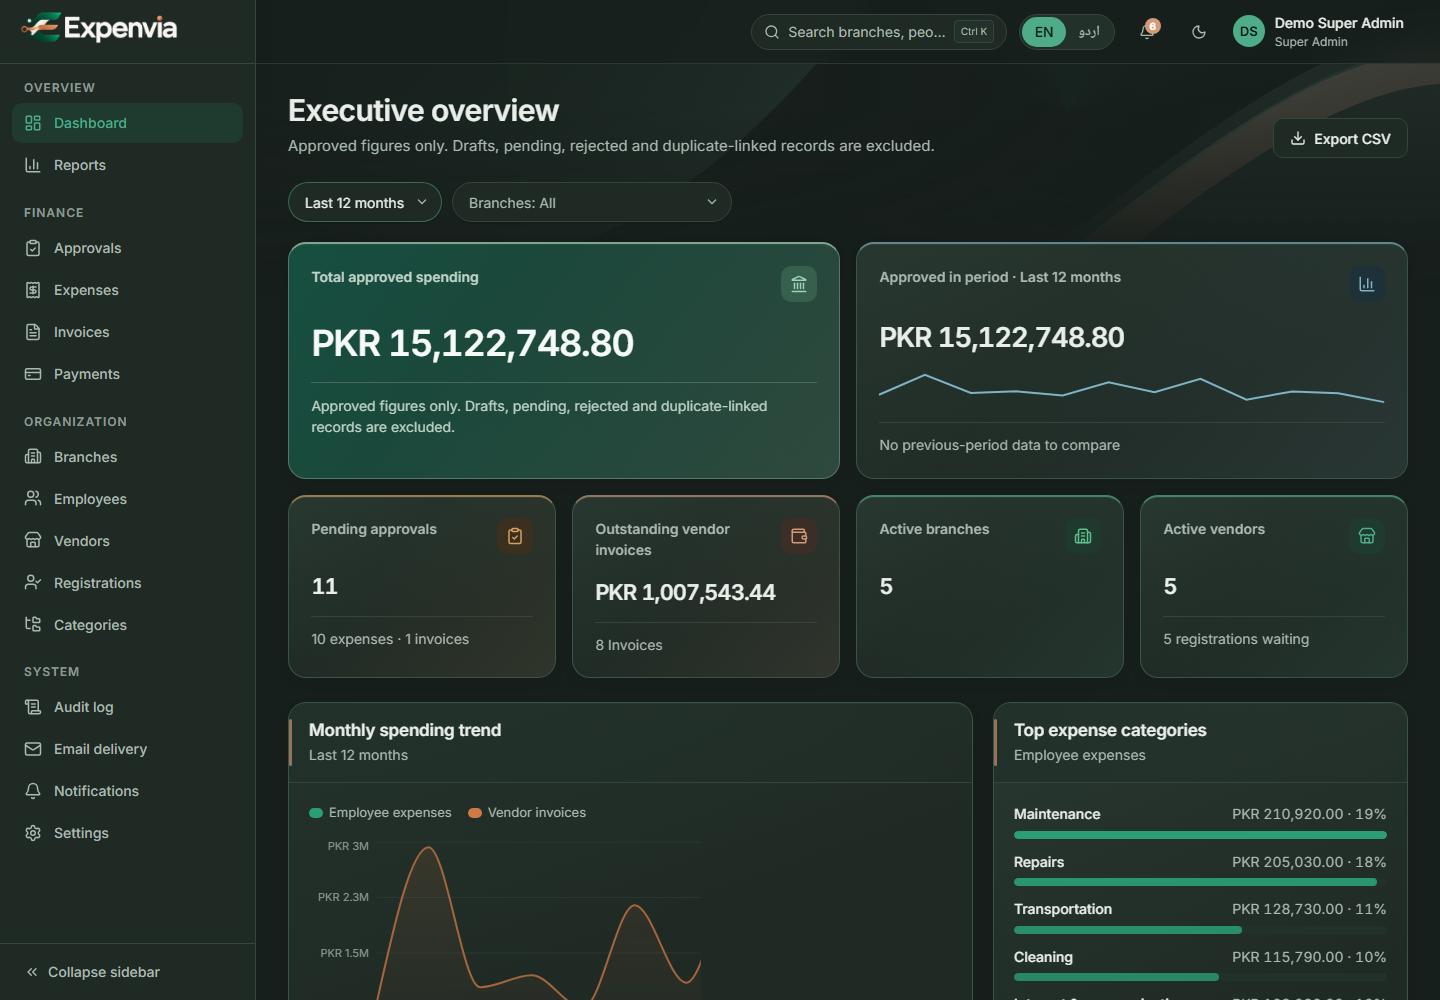 Expenvia
Search branches, peo...
Ctrl K
EN
اردو
6
DS
Demo Super Admin
Super Admin
OVERVIEW
Dashboard
Reports
FINANCE
Approvals
Expenses
Invoices
Payments
ORGANIZATION
Branches
Employees
Vendors
Registrations
Categories
SYSTEM
Audit log
Email delivery
Notifications
Settings
Collapse sidebar
Executive overview
Approved figures only. Drafts, pending, rejected and duplicate-linked records are excluded.
Export CSV
Last 12 months
Branches: All
Total approved spending
PKR 15,122,748.80
Approved figures only. Drafts, pending, rejected and duplicate-linked
records are excluded.
Approved in period · Last 12 months
PKR 15,122,748.80
No previous-period data to compare
Pending approvals
11
10 expenses · 1 invoices
Outstanding vendor
invoices
PKR 1,007,543.44
8 Invoices
Active branches
5
Active vendors
5
5 registrations waiting
Monthly spending trend
Last 12 months
Employee expenses
Vendor invoices
PKR 3M
PKR 2.3M
PKR 1.5M
Top expense categories
Employee expenses
Maintenance
PKR 210,920.00 · 19%
Repairs
PKR 205,030.00 · 18%
Transportation
PKR 128,730.00 · 11%
Cleaning
PKR 115,790.00 · 10%